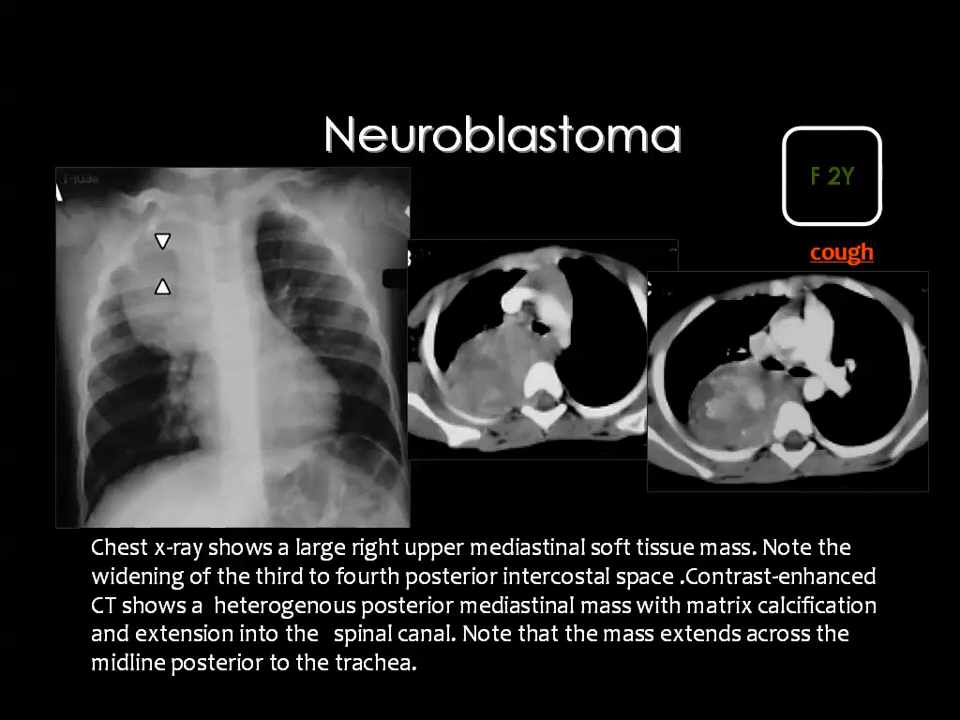 Neuroblastoma
F 2Y
cough
Chest x-ray shows a large right upper mediastinal soft tissue mass. Note the
widening of the third to fourth posterior intercostal space .Contrast-enhanced
CT shows a heterogenous posterior mediastinal mass with matrix calcification
and extension into the spinal canal. Note that the mass extends across the
midline posterior to the trachea.